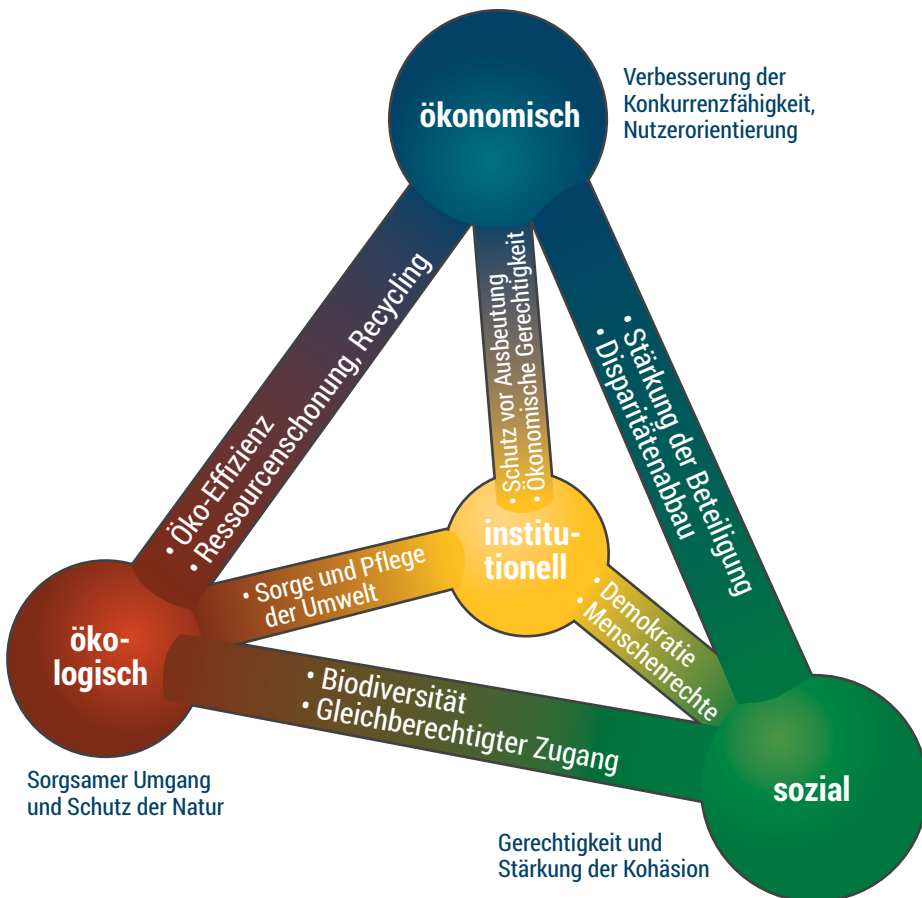 ökonomisch
Verbesserung der
Konkurrenzfähigkeit,
Nutzerorientierung
• Öko-Effizienz
• Ressourcenschonung, Recycling
• Schutz vor Ausbeutung
• Ökonomische Gerechtigkeit
• Stärkung der Beteiligung
• Disparitätenabbau
institu-
tionell
• Sorge und Pflege
der Umwelt
• Demokratie
• Menschenrechte
öko-
logisch
• Biodiversität
• Gleichberechtigter Zugang
Sorgsamer Umgang
und Schutz der Natur
sozial
Gerechtigkeit und
Stärkung der Kohäsion